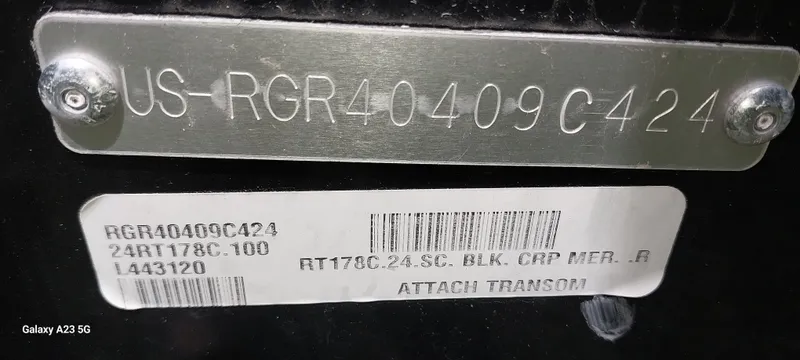 US-RGR40409C424
RGR40409C424
24RT178C.100
L443120
RT178C.24.SC. BLK. CRP MER. .R
ATTACH TRANSOM
Galaxy A23 5G